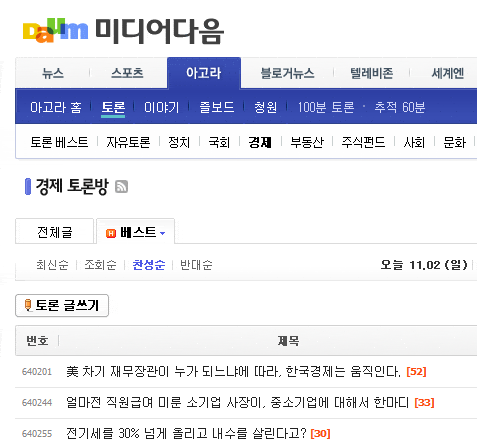 Daum 미디어다음
뉴스 스포츠 아고라 블로거뉴스 텔레비존 세계엔
아고라 홈 토론 이야기 즐보드 청원 100분 토론 · 추적 60분
토론 베스트 자유토론 정치 국회 경제 부동산 주식펀드 사회 문화
경제 토론방
전체글 H 베스트
최신순 조회순 찬성순 반대순 오늘 11.02 (일)
토론 글쓰기
번호 제목
640201 美 차기 재무장관이 누가 되느냐에 따라, 한국경제는 움직인다. [52]
640244 얼마전 직원급여 미룬 소기업 사장이, 중소기업에 대해서 한마디 [33]
640255 전기세를 30% 넘게 올리고 내수를 살린다고? [30]